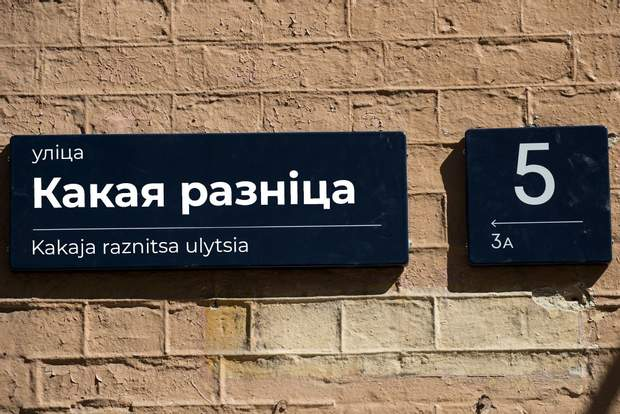 уліца
Какая разніца
Kakaja raznitsa ulytsia
5
3А